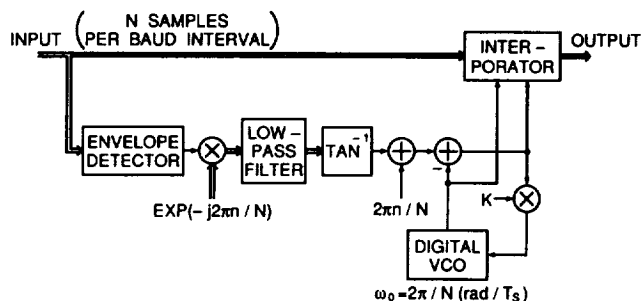 INPUT
( N SAMPLES
PER BAUD INTERVAL )
INTER -
PORATOR
OUTPUT
ENVELOPE
DETECTOR
×
LOW -
PASS
FILTER
TAN⁻¹
+
+
−
EXP(− j2πn / N)
2πn / N
K
×
DIGITAL
VCO
ω₀ =2π / N (rad / Tₛ)